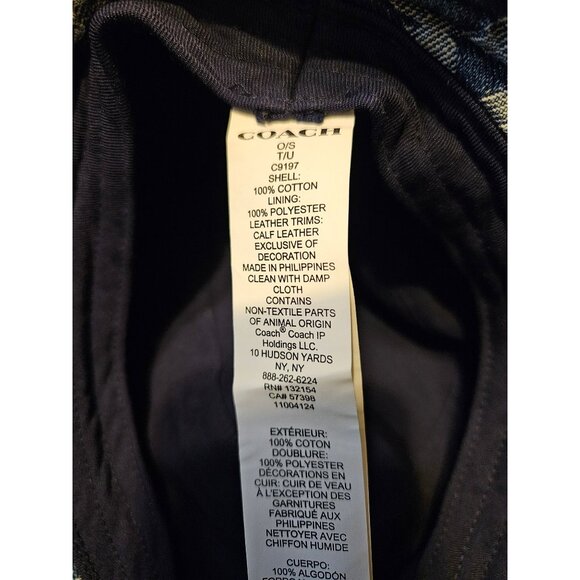 COACH
O/S
T/U
C9197
SHELL:
100% COTTON
LINING:
100% POLYESTER
LEATHER TRIMS:
CALF LEATHER
EXCLUSIVE OF
DECORATION
MADE IN PHILIPPINES
CLEAN WITH DAMP
CLOTH
CONTAINS
NON-TEXTILE PARTS
OF ANIMAL ORIGIN
Coach® Coach IP
Holdings LLC.
10 HUDSON YARDS
NY, NY
888-262-6224
RN# 132154
CA# 57398
11004124
EXTÉRIEUR:
100% COTON
DOUBLURE:
100% POLYESTER
DÉCORATIONS EN
CUIR: CUIR DE VEAU
À L'EXCEPTION DES
GARNITURES
FABRIQUÉ AUX
PHILIPPINES
NETTOYER AVEC
CHIFFON HUMIDE
CUERPO:
100% ALGODÓN